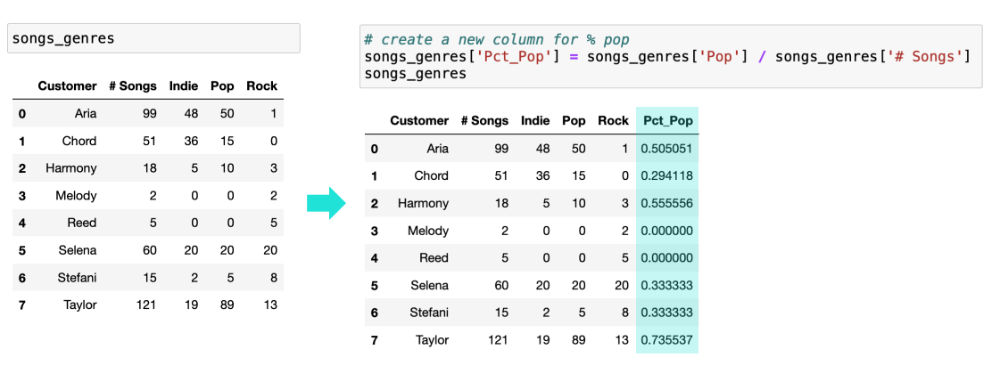 songs_genres
Customer # Songs Indie Pop Rock
0 Aria 99 48 50 1
1 Chord 51 36 15 0
2 Harmony 18 5 10 3
3 Melody 2 0 0 2
4 Reed 5 0 0 5
5 Selena 60 20 20 20
6 Stefani 15 2 5 8
7 Taylor 121 19 89 13
# create a new column for % pop
songs_genres['Pct_Pop'] = songs_genres['Pop'] / songs_genres['# Songs']
songs_genres
Customer # Songs Indie Pop Rock Pct_Pop
0 Aria 99 48 50 1 0.505051
1 Chord 51 36 15 0 0.294118
2 Harmony 18 5 10 3 0.555556
3 Melody 2 0 0 2 0.000000
4 Reed 5 0 0 5 0.000000
5 Selena 60 20 20 20 0.333333
6 Stefani 15 2 5 8 0.333333
7 Taylor 121 19 89 13 0.735537